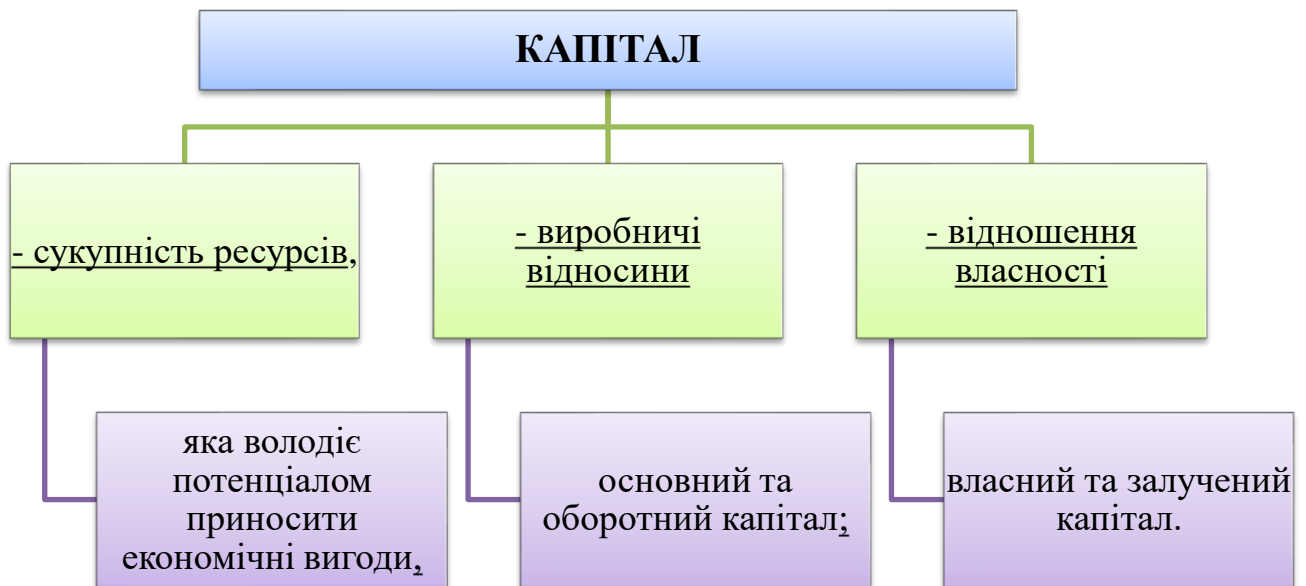 КАПІТАЛ
- сукупність ресурсів,
- виробничі
відносини
- відношення
власності
яка володіє
потенціалом
приносити
економічні вигоди,
основний та
оборотний капітал;
власний та залучений
капітал.